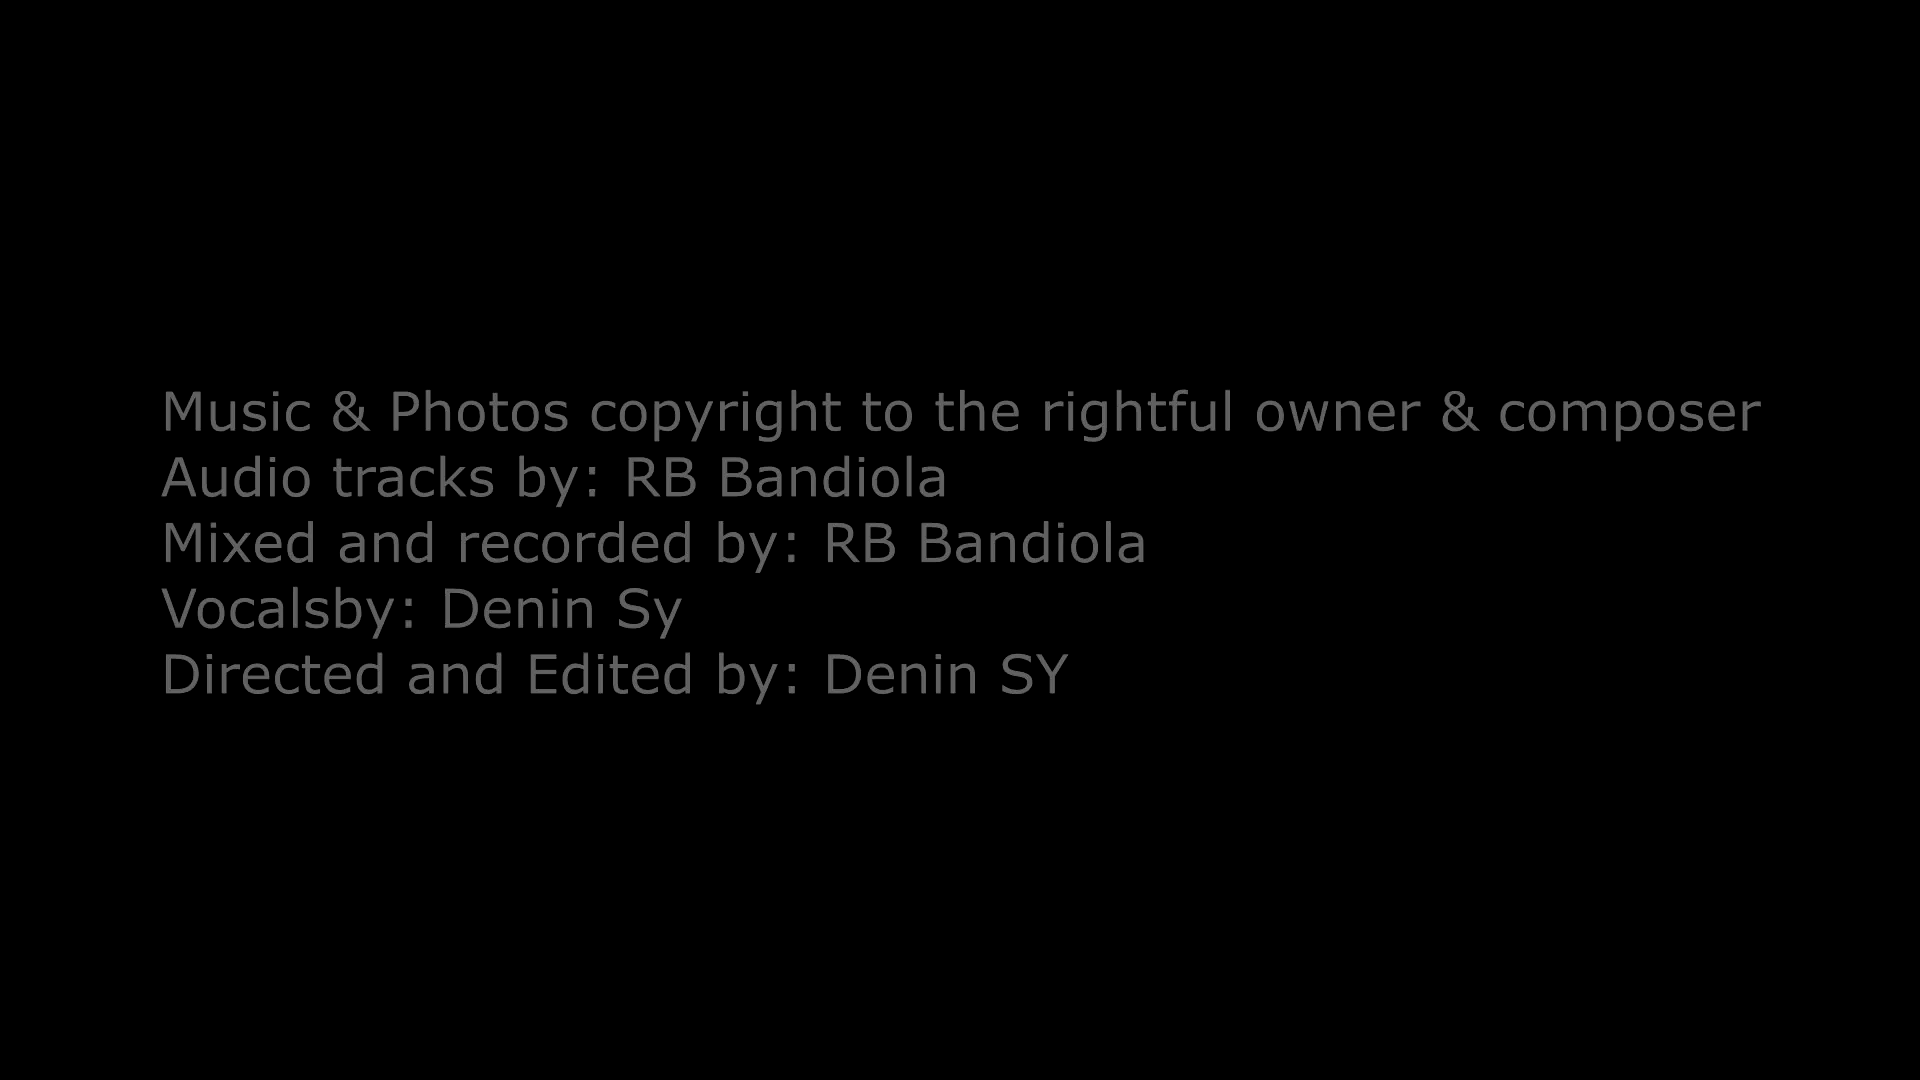 Music & Photos copyright to the rightful owner & composer
Audio tracks by: RB Bandiola
Mixed and recorded by: RB Bandiola
Vocalsby: Denin Sy
Directed and Edited by: Denin SY